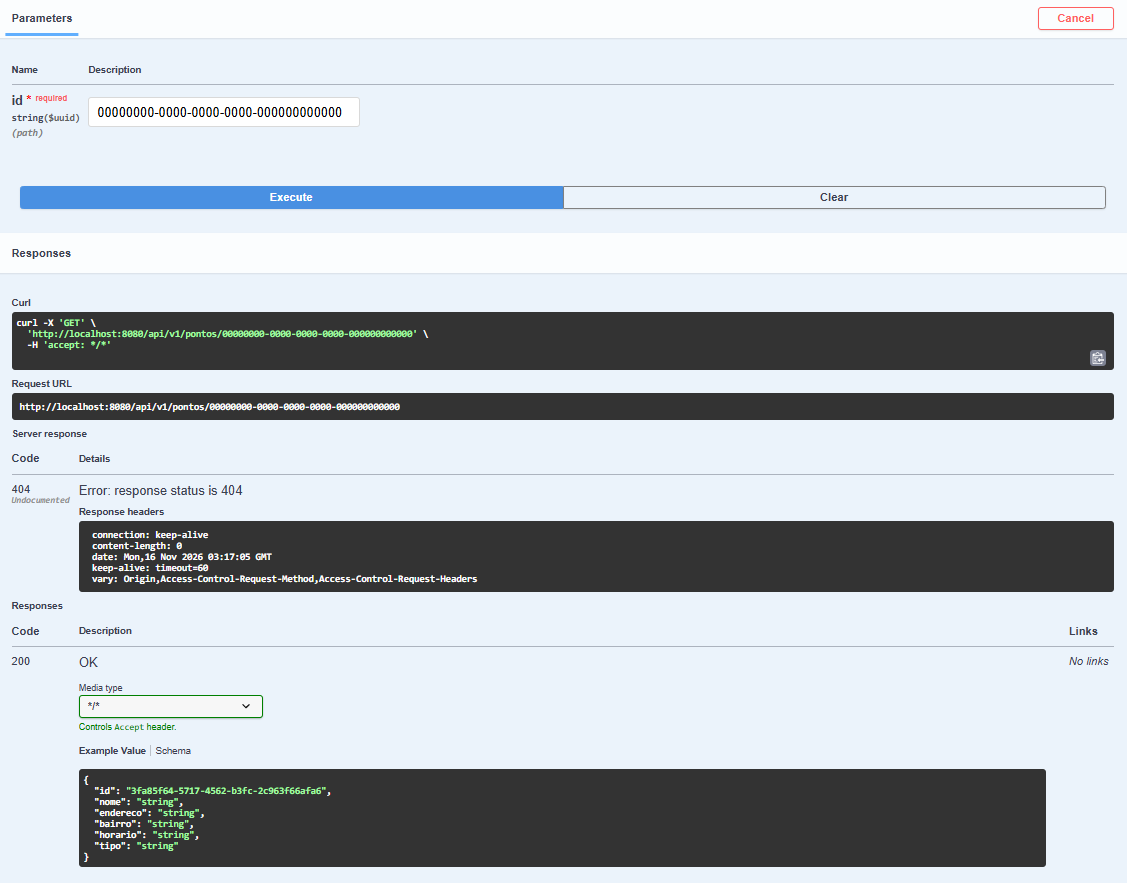 Parameters
Cancel
Name Description
id * required
string($uuid)
(path)
00000000-0000-0000-0000-000000000000
Execute Clear
Responses
Curl
curl -X 'GET' \
  'http://localhost:8080/api/v1/pontos/00000000-0000-0000-0000-000000000000' \
  -H 'accept: */*'
Request URL
http://localhost:8080/api/v1/pontos/00000000-0000-0000-0000-000000000000
Server response
Code Details
404
Undocumented
Error: response status is 404
Response headers
connection: keep-alive
content-length: 0
date: Mon,16 Nov 2026 03:17:05 GMT
keep-alive: timeout=60
vary: Origin,Access-Control-Request-Method,Access-Control-Request-Headers
Responses
Code Description Links
200 OK No links
Media type
*/*
Controls Accept header.
Example Value Schema
{
  "id": "3fa85f64-5717-4562-b3fc-2c963f66afa6",
  "nome": "string",
  "endereco": "string",
  "bairro": "string",
  "horario": "string",
  "tipo": "string"
}